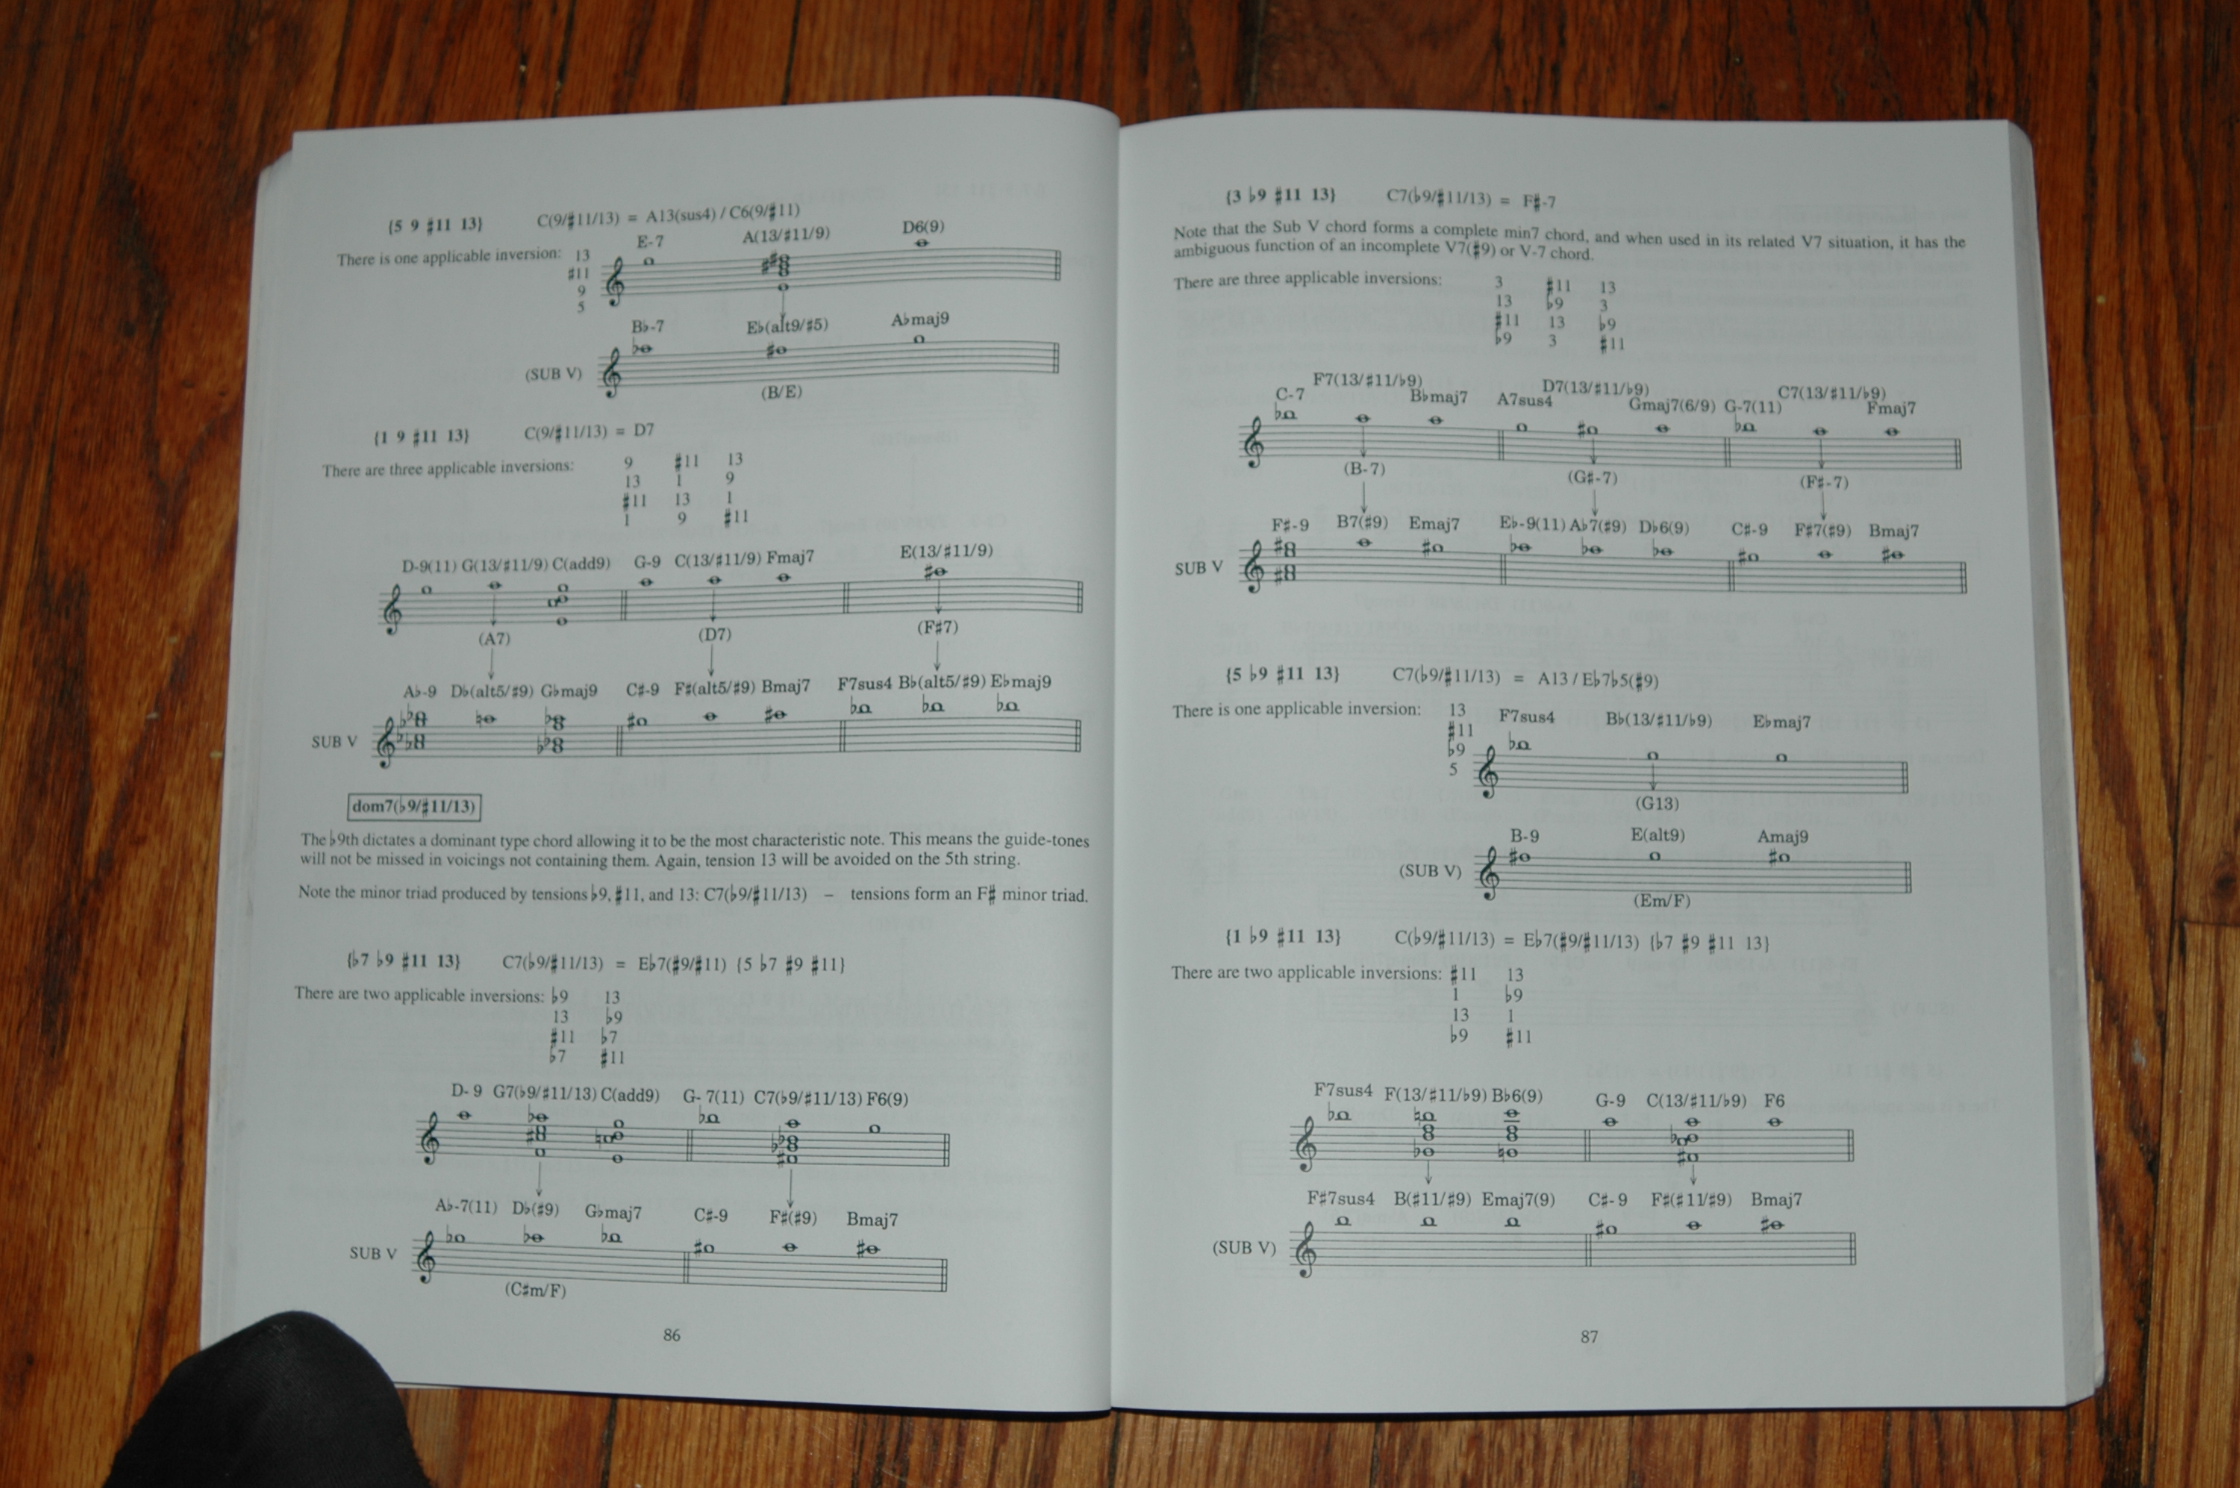 {5 9 ♯11 13} C(9/♯11/13) = A13(sus4) / C6(9/♯11)
There is one applicable inversion: 13
♯11
9
5
E-7 A(13/♯11/9) D6(9)
B♭-7 E♭(alt9/♯5) A♭maj9
(SUB V)
(B/E)
{1 9 ♯11 13} C(9/♯11/13) = D7
There are three applicable inversions: 9 ♯11 13
13 1 9
♯11 13 1
1 9 ♯11
D-9(11) G(13/♯11/9) C(add9) G-9 C(13/♯11/9) Fmaj7 E(13/♯11/9)
(A7) (D7) (F♯7)
A♭-9 D♭(alt5/♯9) G♭maj9 C♯-9 F♯(alt5/♯9) Bmaj7 F7sus4 B♭(alt5/♯9) E♭maj9
SUB V
dom7(♭9/♯11/13)
The ♭9th dictates a dominant type chord allowing it to be the most characteristic note. This means the guide-tones
will not be missed in voicings not containing them. Again, tension 13 will be avoided on the 5th string.
Note the minor triad produced by tensions ♭9, ♯11, and 13: C7(♭9/♯11/13) – tensions form an F♯ minor triad.
{♭7 ♭9 ♯11 13} C7(♭9/♯11/13) = E♭7(♯9/♯11) {5 ♭7 ♯9 ♯11}
There are two applicable inversions: ♭9 13
13 ♭9
♯11 ♭7
♭7 ♯11
D-9 G7(♭9/♯11/13) C(add9) G-7(11) C7(♭9/♯11/13) F6(9)
A♭-7(11) D♭(♯9) G♭maj7 C♯-9 F♯(♯9) Bmaj7
SUB V
(C♯m/F)
86
{3 ♭9 ♯11 13} C7(♭9/♯11/13) = F♯-7
Note that the Sub V chord forms a complete min7 chord, and when used in its related V7 situation, it has the
ambiguous function of an incomplete V7(♯9) or V-7 chord.
There are three applicable inversions: 3 ♯11 13
13 ♭9 3
♯11 13 ♭9
♭9 3 ♯11
C-7 F7(13/♯11/♭9) B♭maj7 A7sus4 D7(13/♯11/♭9) Gmaj7(6/9) G-7(11) C7(13/♯11/♭9) Fmaj7
(B-7) (G♯-7) (F♯-7)
F♯-9 B7(♯9) Emaj7 E♭-9(11) A♭7(♯9) D♭6(9) C♯-9 F♯7(♯9) Bmaj7
SUB V
{5 ♭9 ♯11 13} C7(♭9/♯11/13) = A13 / E♭7♭5(♯9)
There is one applicable inversion: 13
♯11
♭9
5
F7sus4 B♭(13/♯11/♭9) E♭maj7
(G13)
B-9 E(alt9) Amaj9
(SUB V)
(Em/F)
{1 ♭9 ♯11 13} C(♭9/♯11/13) = E♭7(♯9/♯11/13) {♭7 ♯9 ♯11 13}
There are two applicable inversions: ♯11 13
1 ♭9
13 1
♭9 ♯11
F7sus4 F(13/♯11/♭9) B♭6(9) G-9 C(13/♯11/♭9) F6
F♯7sus4 B(♯11/♯9) Emaj7(9) C♯-9 F♯(♯11/♯9) Bmaj7
(SUB V)
87